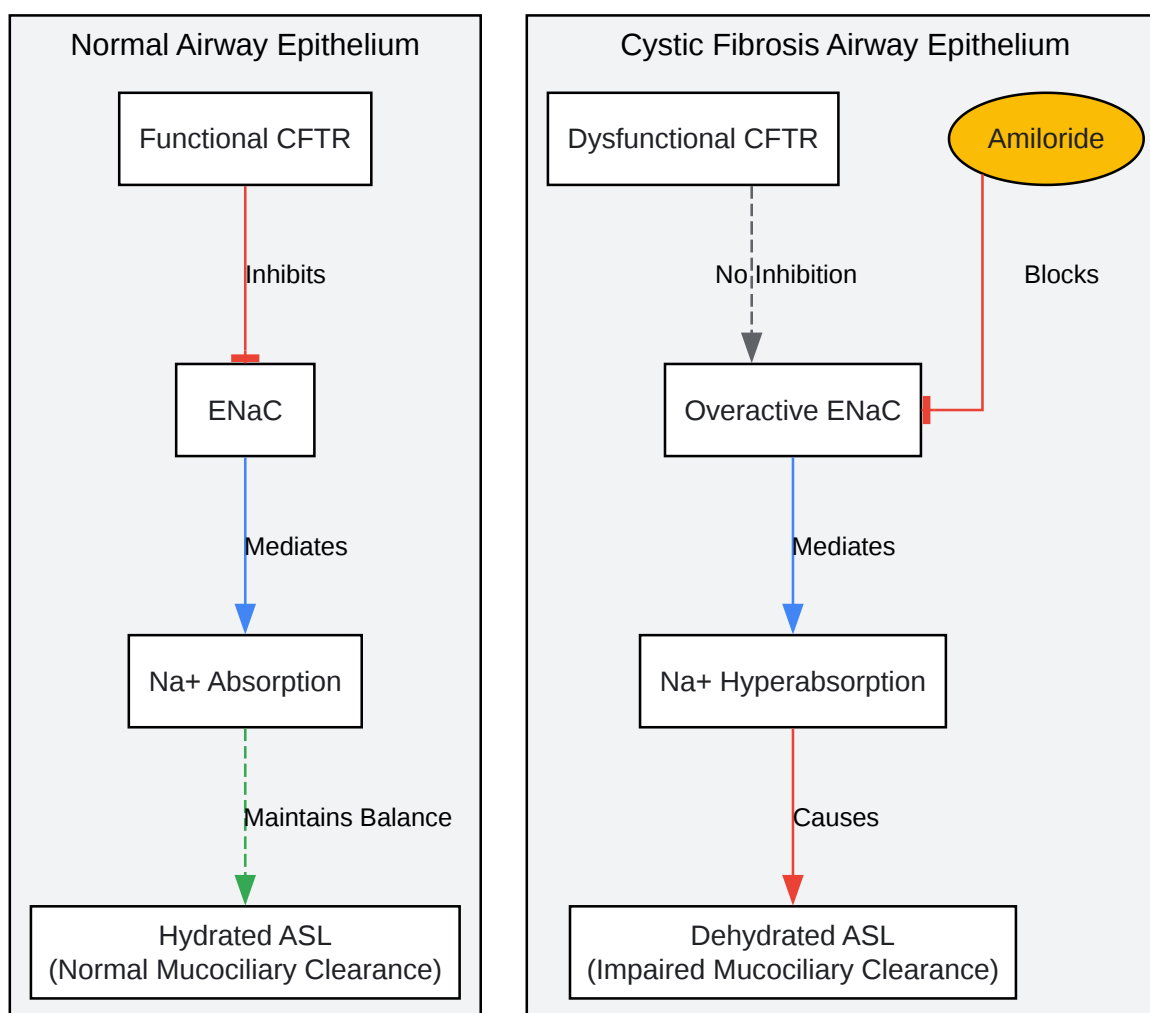 Normal Airway Epithelium
Functional CFTR
Inhibits
ENaC
Mediates
Na+ Absorption
Maintains Balance
Hydrated ASL
(Normal Mucociliary Clearance)
Cystic Fibrosis Airway Epithelium
Dysfunctional CFTR
Amiloride
No Inhibition
Blocks
Overactive ENaC
Mediates
Na+ Hyperabsorption
Causes
Dehydrated ASL
(Impaired Mucociliary Clearance)